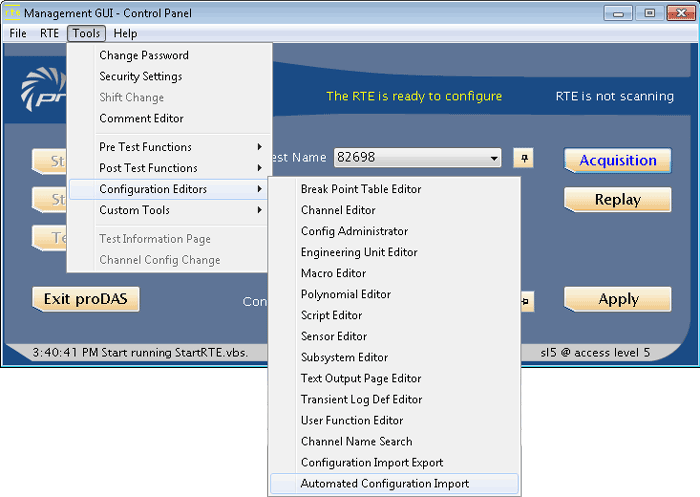 rte Management GUI - Control Panel
File RTE Tools Help
Change Password
Security Settings
Shift Change
Comment Editor
Pre Test Functions
Post Test Functions
Configuration Editors
Custom Tools
Test Information Page
Channel Config Change
The RTE is ready to configure
RTE is not scanning
est Name 82698
Acquisition
Replay
Break Point Table Editor
Channel Editor
Config Administrator
Engineering Unit Editor
Macro Editor
Polynomial Editor
Script Editor
Sensor Editor
Subsystem Editor
Text Output Page Editor
Transient Log Def Editor
User Function Editor
Channel Name Search
Configuration Import Export
Automated Configuration Import
Exit proDAS
Con
Apply
3:40:41 PM Start running StartRTE.vbs.
sl5 @ access level 5